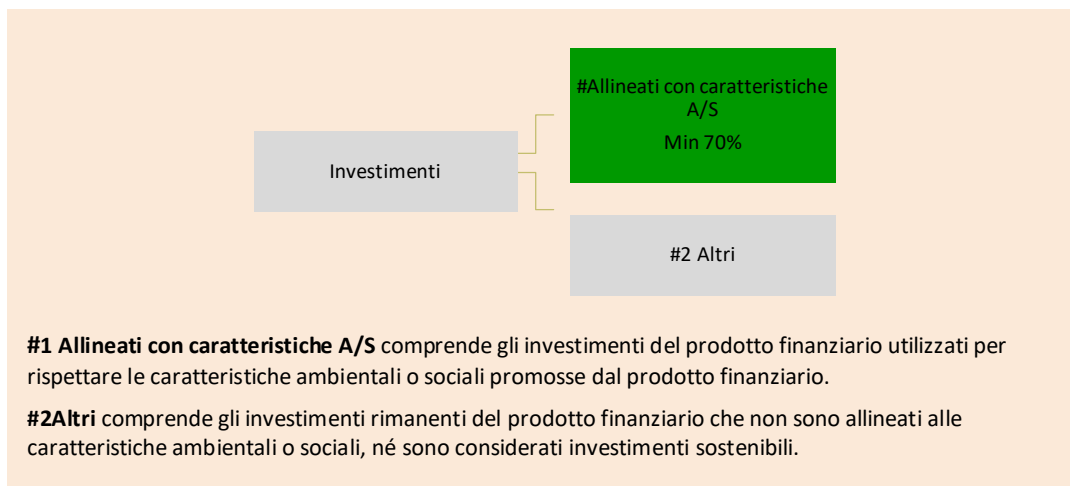 #Allineati con caratteristiche
A/S
Min 70%
Investimenti
#2 Altri
#1 Allineati con caratteristiche A/S comprende gli investimenti del prodotto finanziario utilizzati per
rispettare le caratteristiche ambientali o sociali promosse dal prodotto finanziario.
#2Altri comprende gli investimenti rimanenti del prodotto finanziario che non sono allineati alle
caratteristiche ambientali o sociali, né sono considerati investimenti sostenibili.